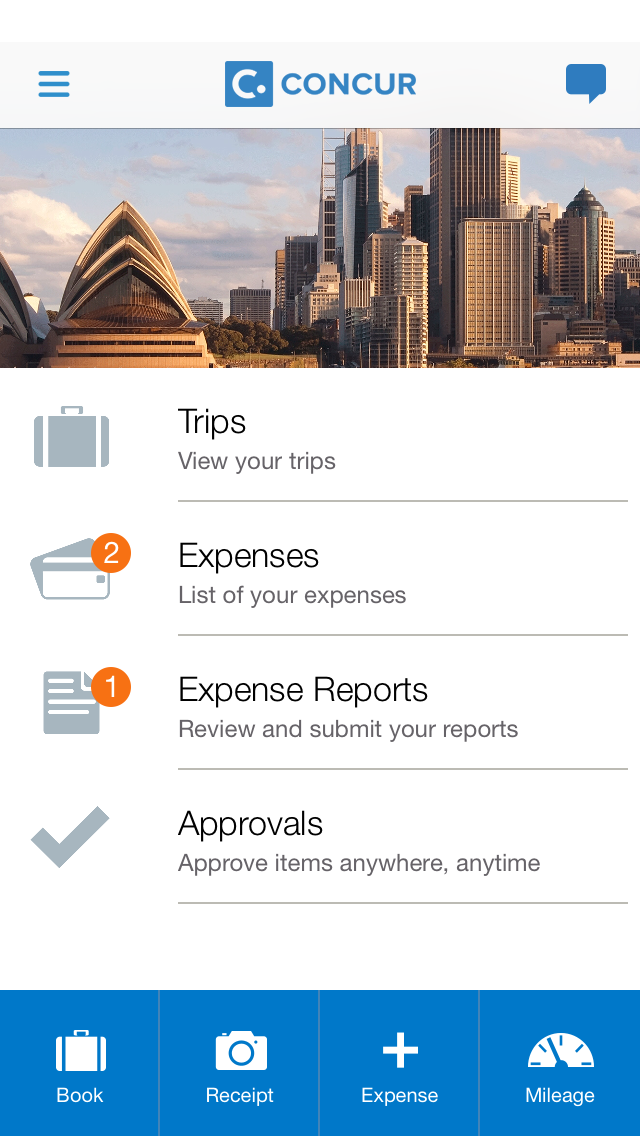 C. CONCUR
Trips
View your trips
2
Expenses
List of your expenses
1
Expense Reports
Review and submit your reports
Approvals
Approve items anywhere, anytime
Book
Receipt
Expense
Mileage